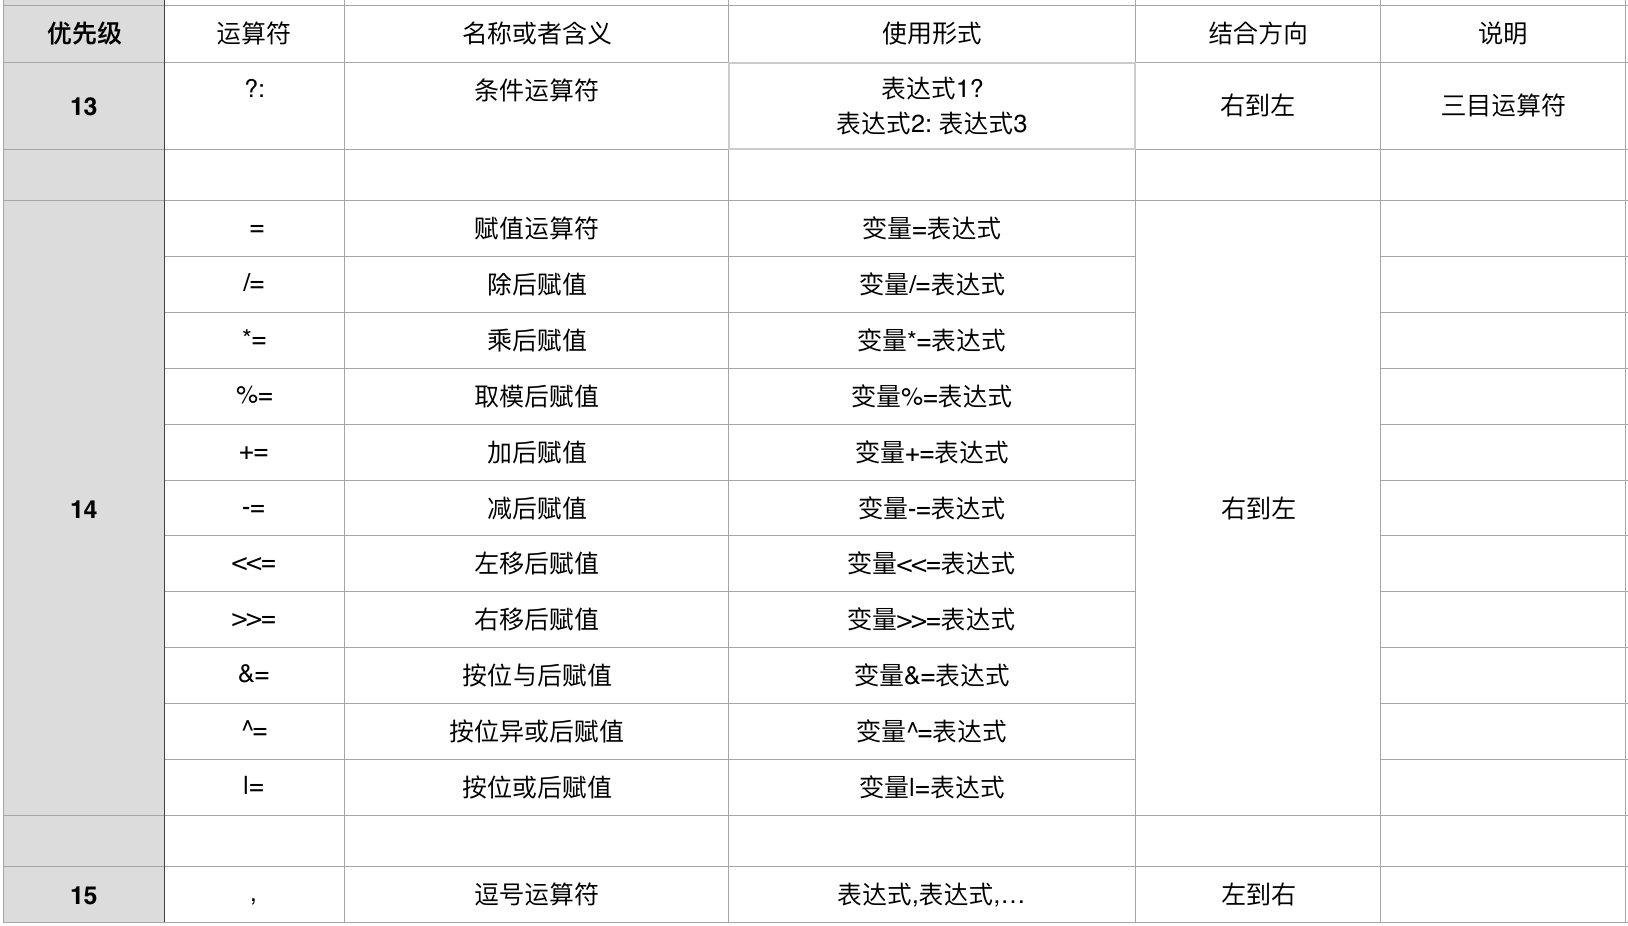 优先级 运算符 名称或者含义 使用形式 结合方向 说明
13 ?: 条件运算符 表达式1? 右到左 三目运算符
表达式2: 表达式3
= 赋值运算符 变量=表达式
/= 除后赋值 变量/=表达式
*= 乘后赋值 变量*=表达式
%= 取模后赋值 变量%=表达式
+= 加后赋值 变量+=表达式
14 -= 减后赋值 变量-=表达式 右到左
<<= 左移后赋值 变量<<=表达式
>>= 右移后赋值 变量>>=表达式
&= 按位与后赋值 变量&=表达式
^= 按位异或后赋值 变量^=表达式
|= 按位或后赋值 变量|=表达式
15 , 逗号运算符 表达式,表达式,… 左到右